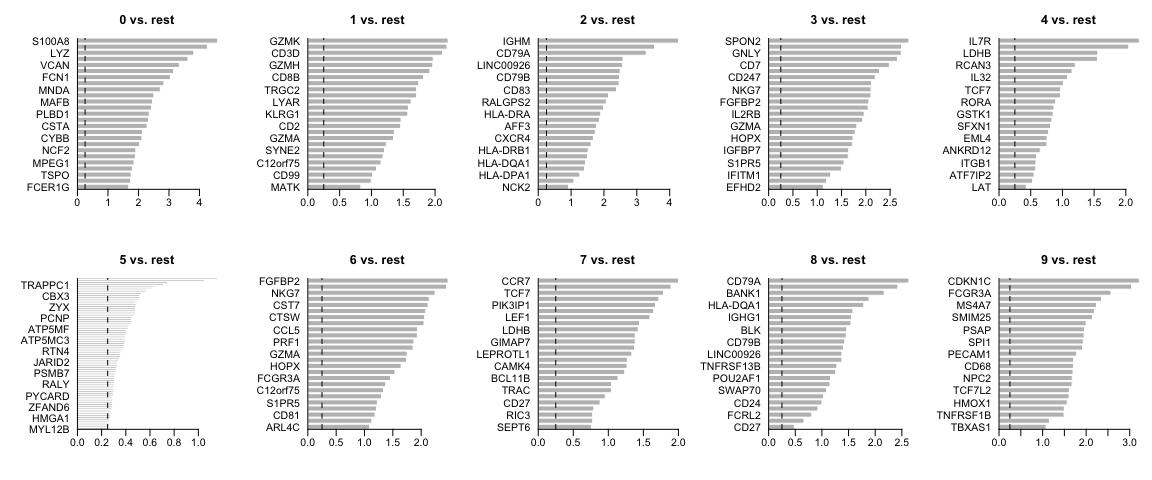 0 vs. rest
S100A8
LYZ
VCAN
FCN1
MNDA
MAFB
PLBD1
CSTA
CYBB
NCF2
MPEG1
TSPO
FCER1G
0 1 2 3 4
1 vs. rest
GZMK
CD3D
GZMH
CD8B
TRGC2
LYAR
KLRG1
CD2
GZMA
SYNE2
C12orf75
CD99
MATK
0.0 0.5 1.0 1.5 2.0
2 vs. rest
IGHM
CD79A
LINC00926
CD79B
CD83
RALGPS2
HLA-DRA
AFF3
CXCR4
HLA-DRB1
HLA-DQA1
HLA-DPA1
NCK2
0 1 2 3 4
3 vs. rest
SPON2
GNLY
CD7
CD247
NKG7
FGFBP2
IL2RB
GZMA
HOPX
IGFBP7
S1PR5
IFITM1
EFHD2
0.0 0.5 1.0 1.5 2.0 2.5
4 vs. rest
IL7R
LDHB
RCAN3
IL32
TCF7
RORA
GSTK1
SFXN1
EML4
ANKRD12
ITGB1
ATF7IP2
LAT
0.0 0.5 1.0 1.5 2.0
5 vs. rest
TRAPPC1
CBX3
ZYX
PCNP
ATP5MF
ATP5MC3
RTN4
JARID2
PSMB7
RALY
PYCARD
ZFAND6
HMGA1
MYL12B
0.0 0.2 0.4 0.6 0.8 1.0
6 vs. rest
FGFBP2
NKG7
CST7
CTSW
CCL5
PRF1
GZMA
HOPX
FCGR3A
C12orf75
S1PR5
CD81
ARL4C
0.0 0.5 1.0 1.5 2.0
7 vs. rest
CCR7
TCF7
PIK3IP1
LEF1
LDHB
GIMAP7
LEPROTL1
CAMK4
BCL11B
TRAC
CD27
RIC3
SEPT6
0.0 0.5 1.0 1.5 2.0
8 vs. rest
CD79A
BANK1
HLA-DQA1
IGHG1
BLK
CD79B
LINC00926
TNFRSF13B
POU2AF1
SWAP70
CD24
FCRL2
CD27
0.0 0.5 1.0 1.5 2.0 2.5
9 vs. rest
CDKN1C
FCGR3A
MS4A7
SMIM25
PSAP
SPI1
PECAM1
CD68
NPC2
TCF7L2
HMOX1
TNFRSF1B
TBXAS1
0.0 1.0 2.0 3.0